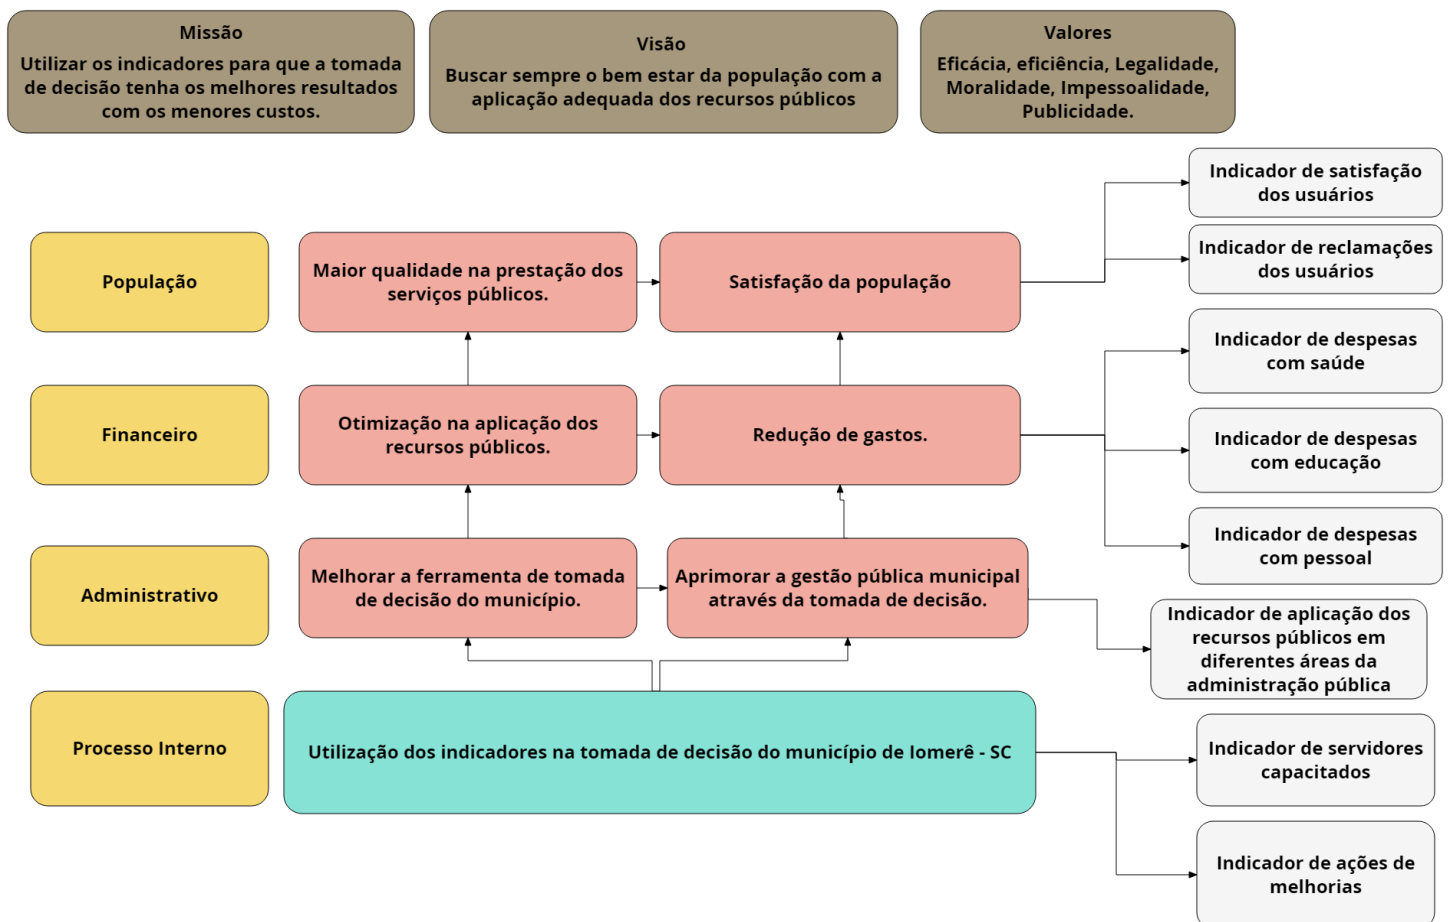 Missão
Utilizar os indicadores para que a tomada
de decisão tenha os melhores resultados
com os menores custos.
Visão
Buscar sempre o bem estar da população com a
aplicação adequada dos recursos públicos
Valores
Eficácia, eficiência, Legalidade,
Moralidade, Impessoalidade,
Publicidade.
População
Maior qualidade na prestação dos
serviços públicos.
Satisfação da população
Indicador de satisfação
dos usuários
Indicador de reclamações
dos usuários
Financeiro
Otimização na aplicação dos
recursos públicos.
Redução de gastos.
Indicador de despesas
com saúde
Indicador de despesas
com educação
Indicador de despesas
com pessoal
Administrativo
Melhorar a ferramenta de tomada
de decisão do município.
Aprimorar a gestão pública municipal
através da tomada de decisão.
Indicador de aplicação dos
recursos públicos em
diferentes áreas da
administração pública
Processo Interno
Utilização dos indicadores na tomada de decisão do município de Iomerê - SC
Indicador de servidores
capacitados
Indicador de ações de
melhorias